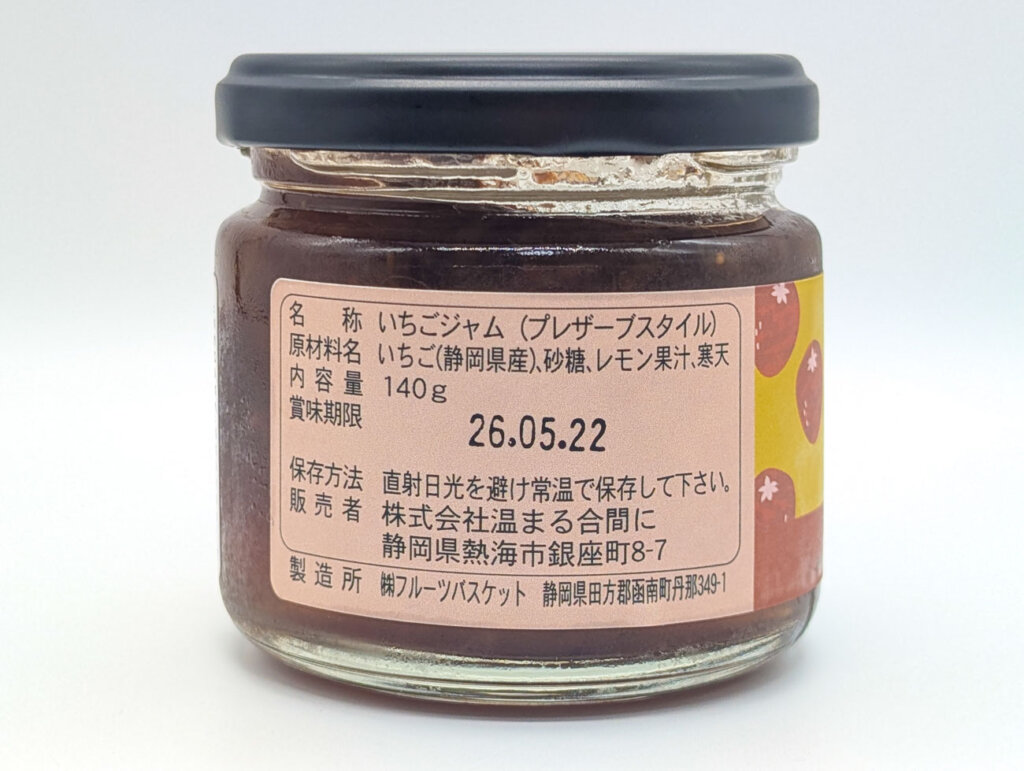 名称 いちごジャム（プレザーブスタイル）
原材料名 いちご(静岡県産)、砂糖、レモン果汁、寒天
内容量 140g
賞味期限
26.05.22
保存方法 直射日光を避け常温で保存して下さい。
販売者 株式会社温まる合間に
静岡県熱海市銀座町8-7
製造所 ㈱フルーツバスケット 静岡県田方郡函南町丹那349-1